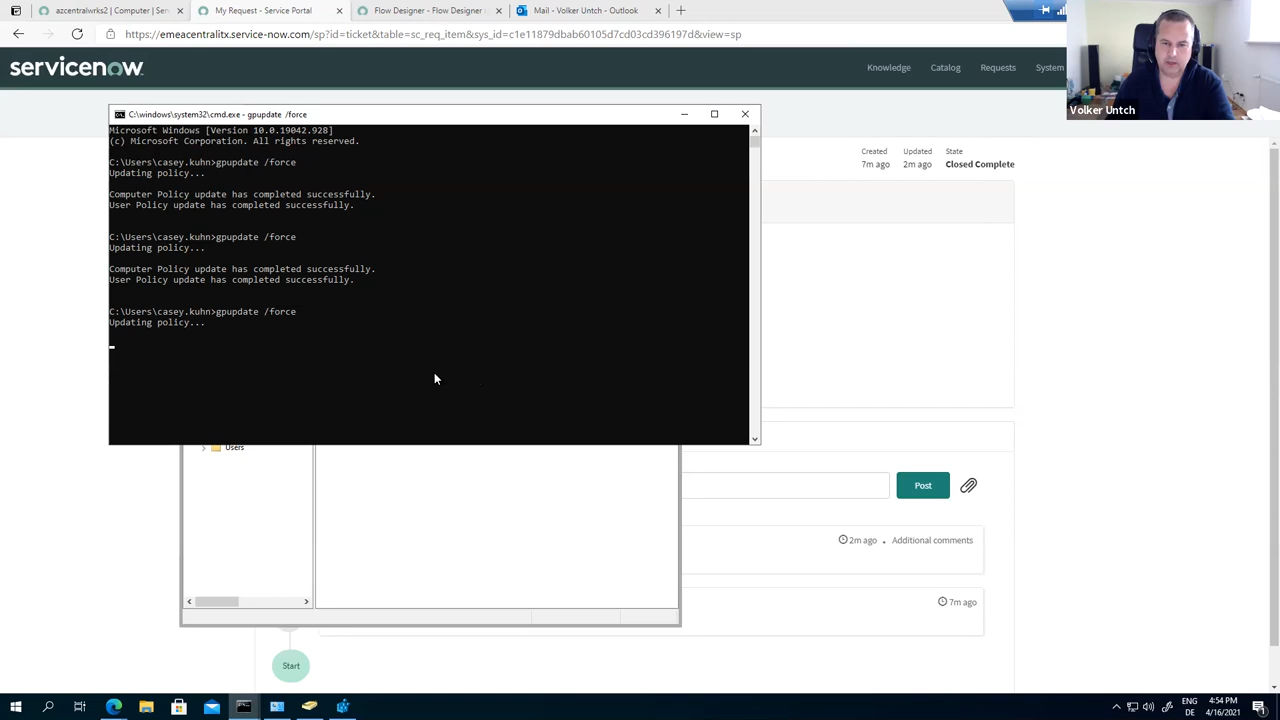 azcentralwrks2 | Computer | Serv
My Request - Service Portal
Flow Designer - Flow Designer
Mail - Volker Untch - Outlook
https://emeacentralitx.service-now.com/sp?id=ticket&table=sc_req_item&sys_id=c1e11879dbab60105d7cd03cd396197d&view=sp
servicenow
Knowledge
Catalog
Requests
System
Volker Untch
C:\windows\system32\cmd.exe - gpupdate /force
Microsoft Windows [Version 10.0.19042.928]
(c) Microsoft Corporation. All rights reserved.
C:\Users\casey.kuhn>gpupdate /force
Updating policy...
Computer Policy update has completed successfully.
User Policy update has completed successfully.
C:\Users\casey.kuhn>gpupdate /force
Updating policy...
Computer Policy update has completed successfully.
User Policy update has completed successfully.
C:\Users\casey.kuhn>gpupdate /force
Updating policy...
Created
Updated
State
7m ago
2m ago
Closed Complete
Users
Post
2m ago • Additional comments
7m ago
Start
ENG
DE
4:54 PM
4/16/2021